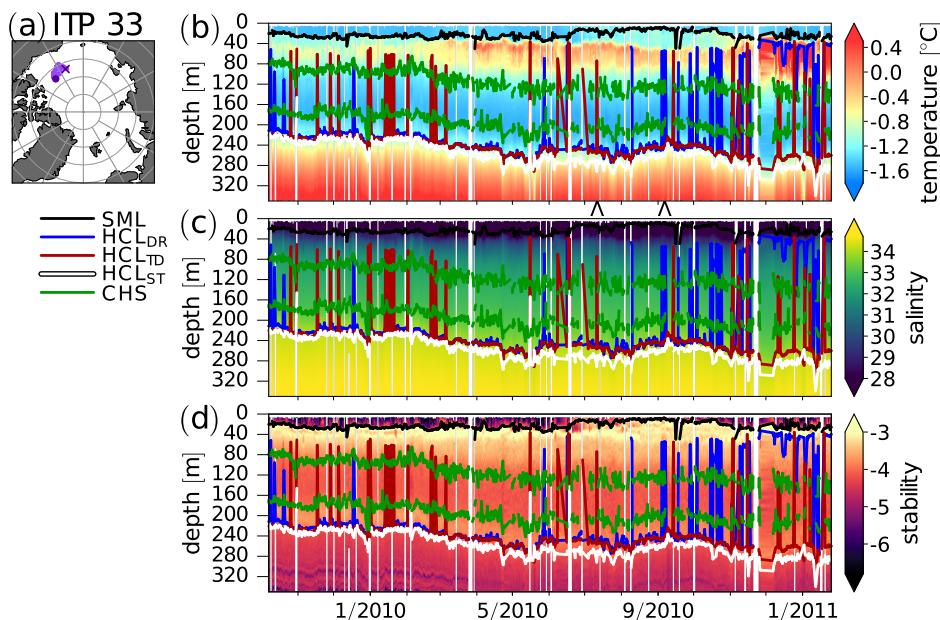 (a) ITP 33
SML
HCL_DR
HCL_TD
HCL_ST
CHS
(b)
depth [m]
0
40
80
120
160
200
240
280
320
0.4
0.0
-0.4
-0.8
-1.2
-1.6
temperature [°C]
^ ^
(c)
depth [m]
0
40
80
120
160
200
240
280
320
34
33
32
31
30
29
28
salinity
(d)
depth [m]
0
40
80
120
160
200
240
280
320
-3
-4
-5
-6
stability
1/2010 5/2010 9/2010 1/2011